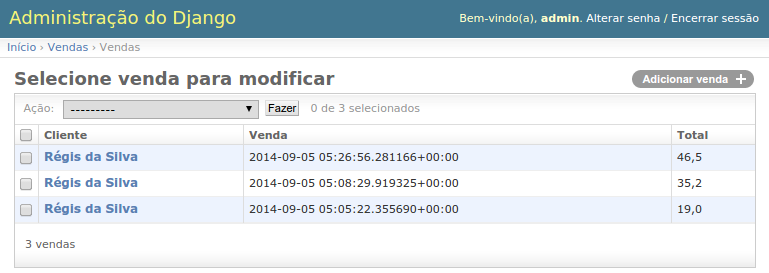 Administração do Django
Bem-vindo(a), admin. Alterar senha / Encerrar sessão
Início › Vendas › Vendas
Selecione venda para modificar
Adicionar venda +
Ação: --------- Fazer 0 de 3 selecionados
Cliente Venda Total
Régis da Silva 2014-09-05 05:26:56.281166+00:00 46,5
Régis da Silva 2014-09-05 05:08:29.919325+00:00 35,2
Régis da Silva 2014-09-05 05:05:22.355690+00:00 19,0
3 vendas